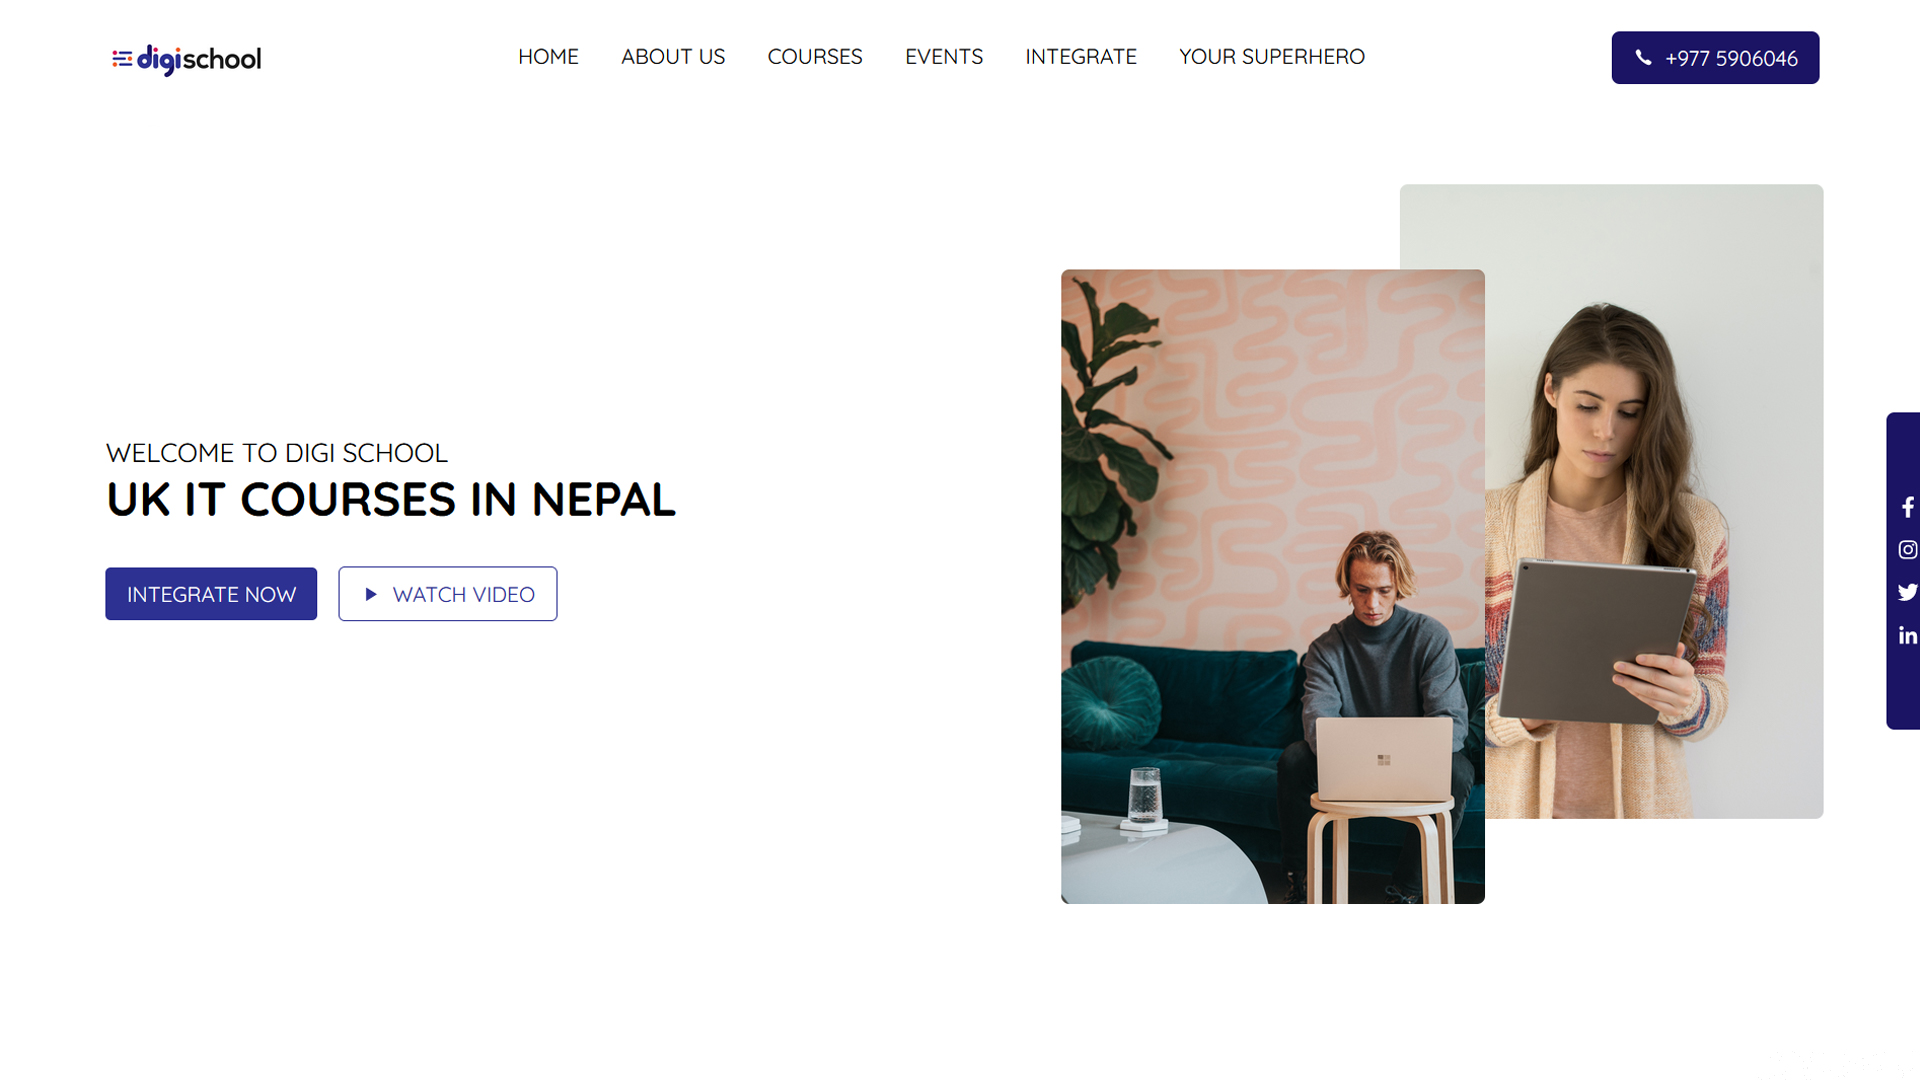 digischool
HOME ABOUT US COURSES EVENTS INTEGRATE YOUR SUPERHERO
+977 5906046
WELCOME TO DIGI SCHOOL
UK IT COURSES IN NEPAL
INTEGRATE NOW
WATCH VIDEO